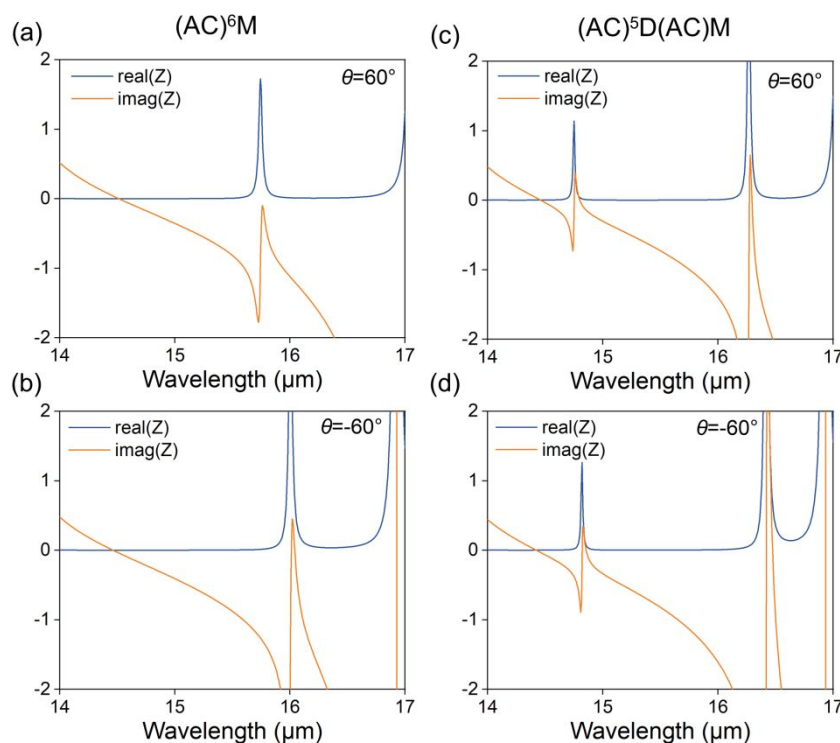 (AC)⁶M
(AC)⁵D(AC)M
(a)
2
1
0
-1
-2
real(Z)
imag(Z)
θ=60°
14
15
16
17
Wavelength (μm)
(c)
2
1
0
-1
-2
real(Z)
imag(Z)
θ=60°
14
15
16
17
Wavelength (μm)
(b)
2
1
0
-1
-2
real(Z)
imag(Z)
θ=-60°
14
15
16
17
Wavelength (μm)
(d)
2
1
0
-1
-2
real(Z)
imag(Z)
θ=-60°
14
15
16
17
Wavelength (μm)